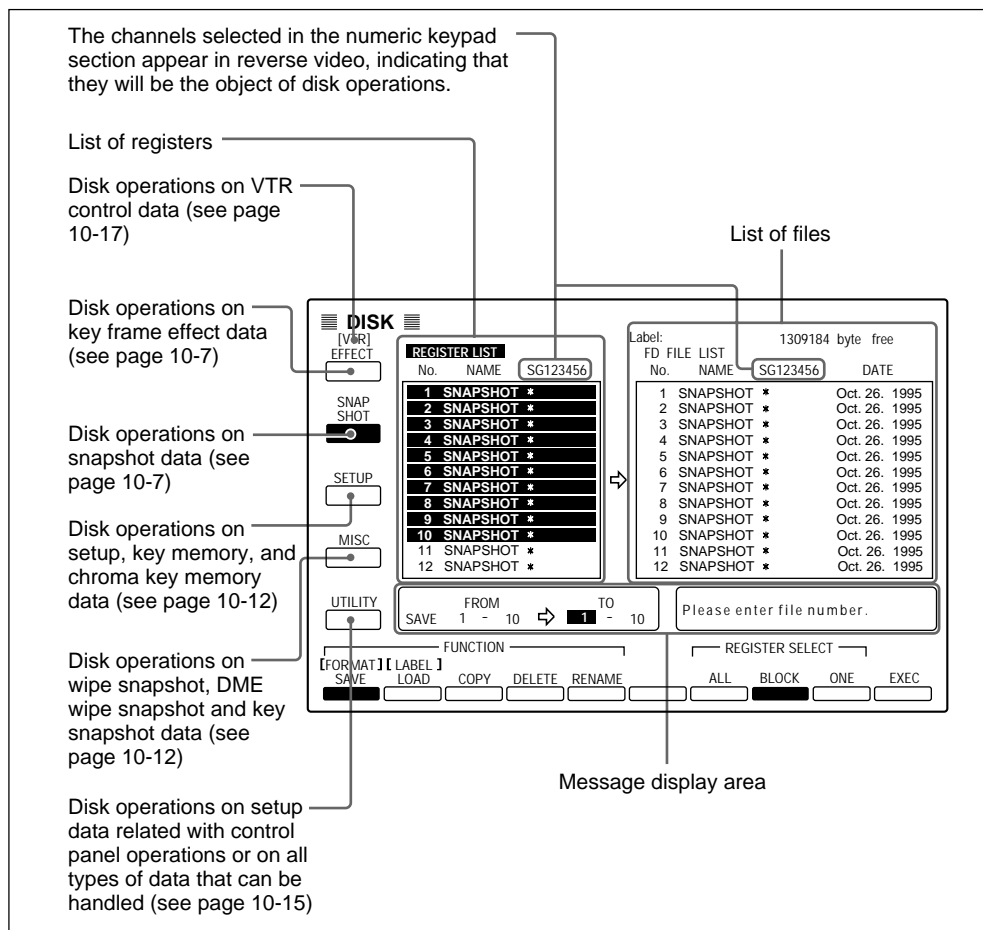 The channels selected in the numeric keypad
section appear in reverse video, indicating that
they will be the object of disk operations.
List of registers
Disk operations on VTR
control data (see page
10-17)
List of files
Disk operations on
key frame effect data
(see page 10-7)
Disk operations on
snapshot data (see
page 10-7)
Disk operations on
setup, key memory, and
chroma key memory
data (see page 10-12)
Disk operations on
wipe snapshot, DME
wipe snapshot and key
snapshot data (see
page 10-12)
Disk operations on setup
data related with control
panel operations or on all
types of data that can be
handled (see page 10-15)
DISK
[VTR]
EFFECT
SNAP
SHOT
SETUP
MISC
UTILITY
REGISTER LIST
No. NAME SG123456
1 SNAPSHOT *
2 SNAPSHOT *
3 SNAPSHOT *
4 SNAPSHOT *
5 SNAPSHOT *
6 SNAPSHOT *
7 SNAPSHOT *
8 SNAPSHOT *
9 SNAPSHOT *
10 SNAPSHOT *
11 SNAPSHOT *
12 SNAPSHOT *
Label: 1309184 byte free
FD FILE LIST
No. NAME SG123456 DATE
1 SNAPSHOT * Oct. 26. 1995
2 SNAPSHOT * Oct. 26. 1995
3 SNAPSHOT * Oct. 26. 1995
4 SNAPSHOT * Oct. 26. 1995
5 SNAPSHOT * Oct. 26. 1995
6 SNAPSHOT * Oct. 26. 1995
7 SNAPSHOT * Oct. 26. 1995
8 SNAPSHOT * Oct. 26. 1995
9 SNAPSHOT * Oct. 26. 1995
10 SNAPSHOT * Oct. 26. 1995
11 SNAPSHOT * Oct. 26. 1995
12 SNAPSHOT * Oct. 26. 1995
FROM TO
SAVE 1 - 10 ⇨ 1 - 10
Please enter file number.
FUNCTION REGISTER SELECT
[FORMAT] [ LABEL ]
SAVE LOAD COPY DELETE RENAME ALL BLOCK ONE EXEC
Message display area